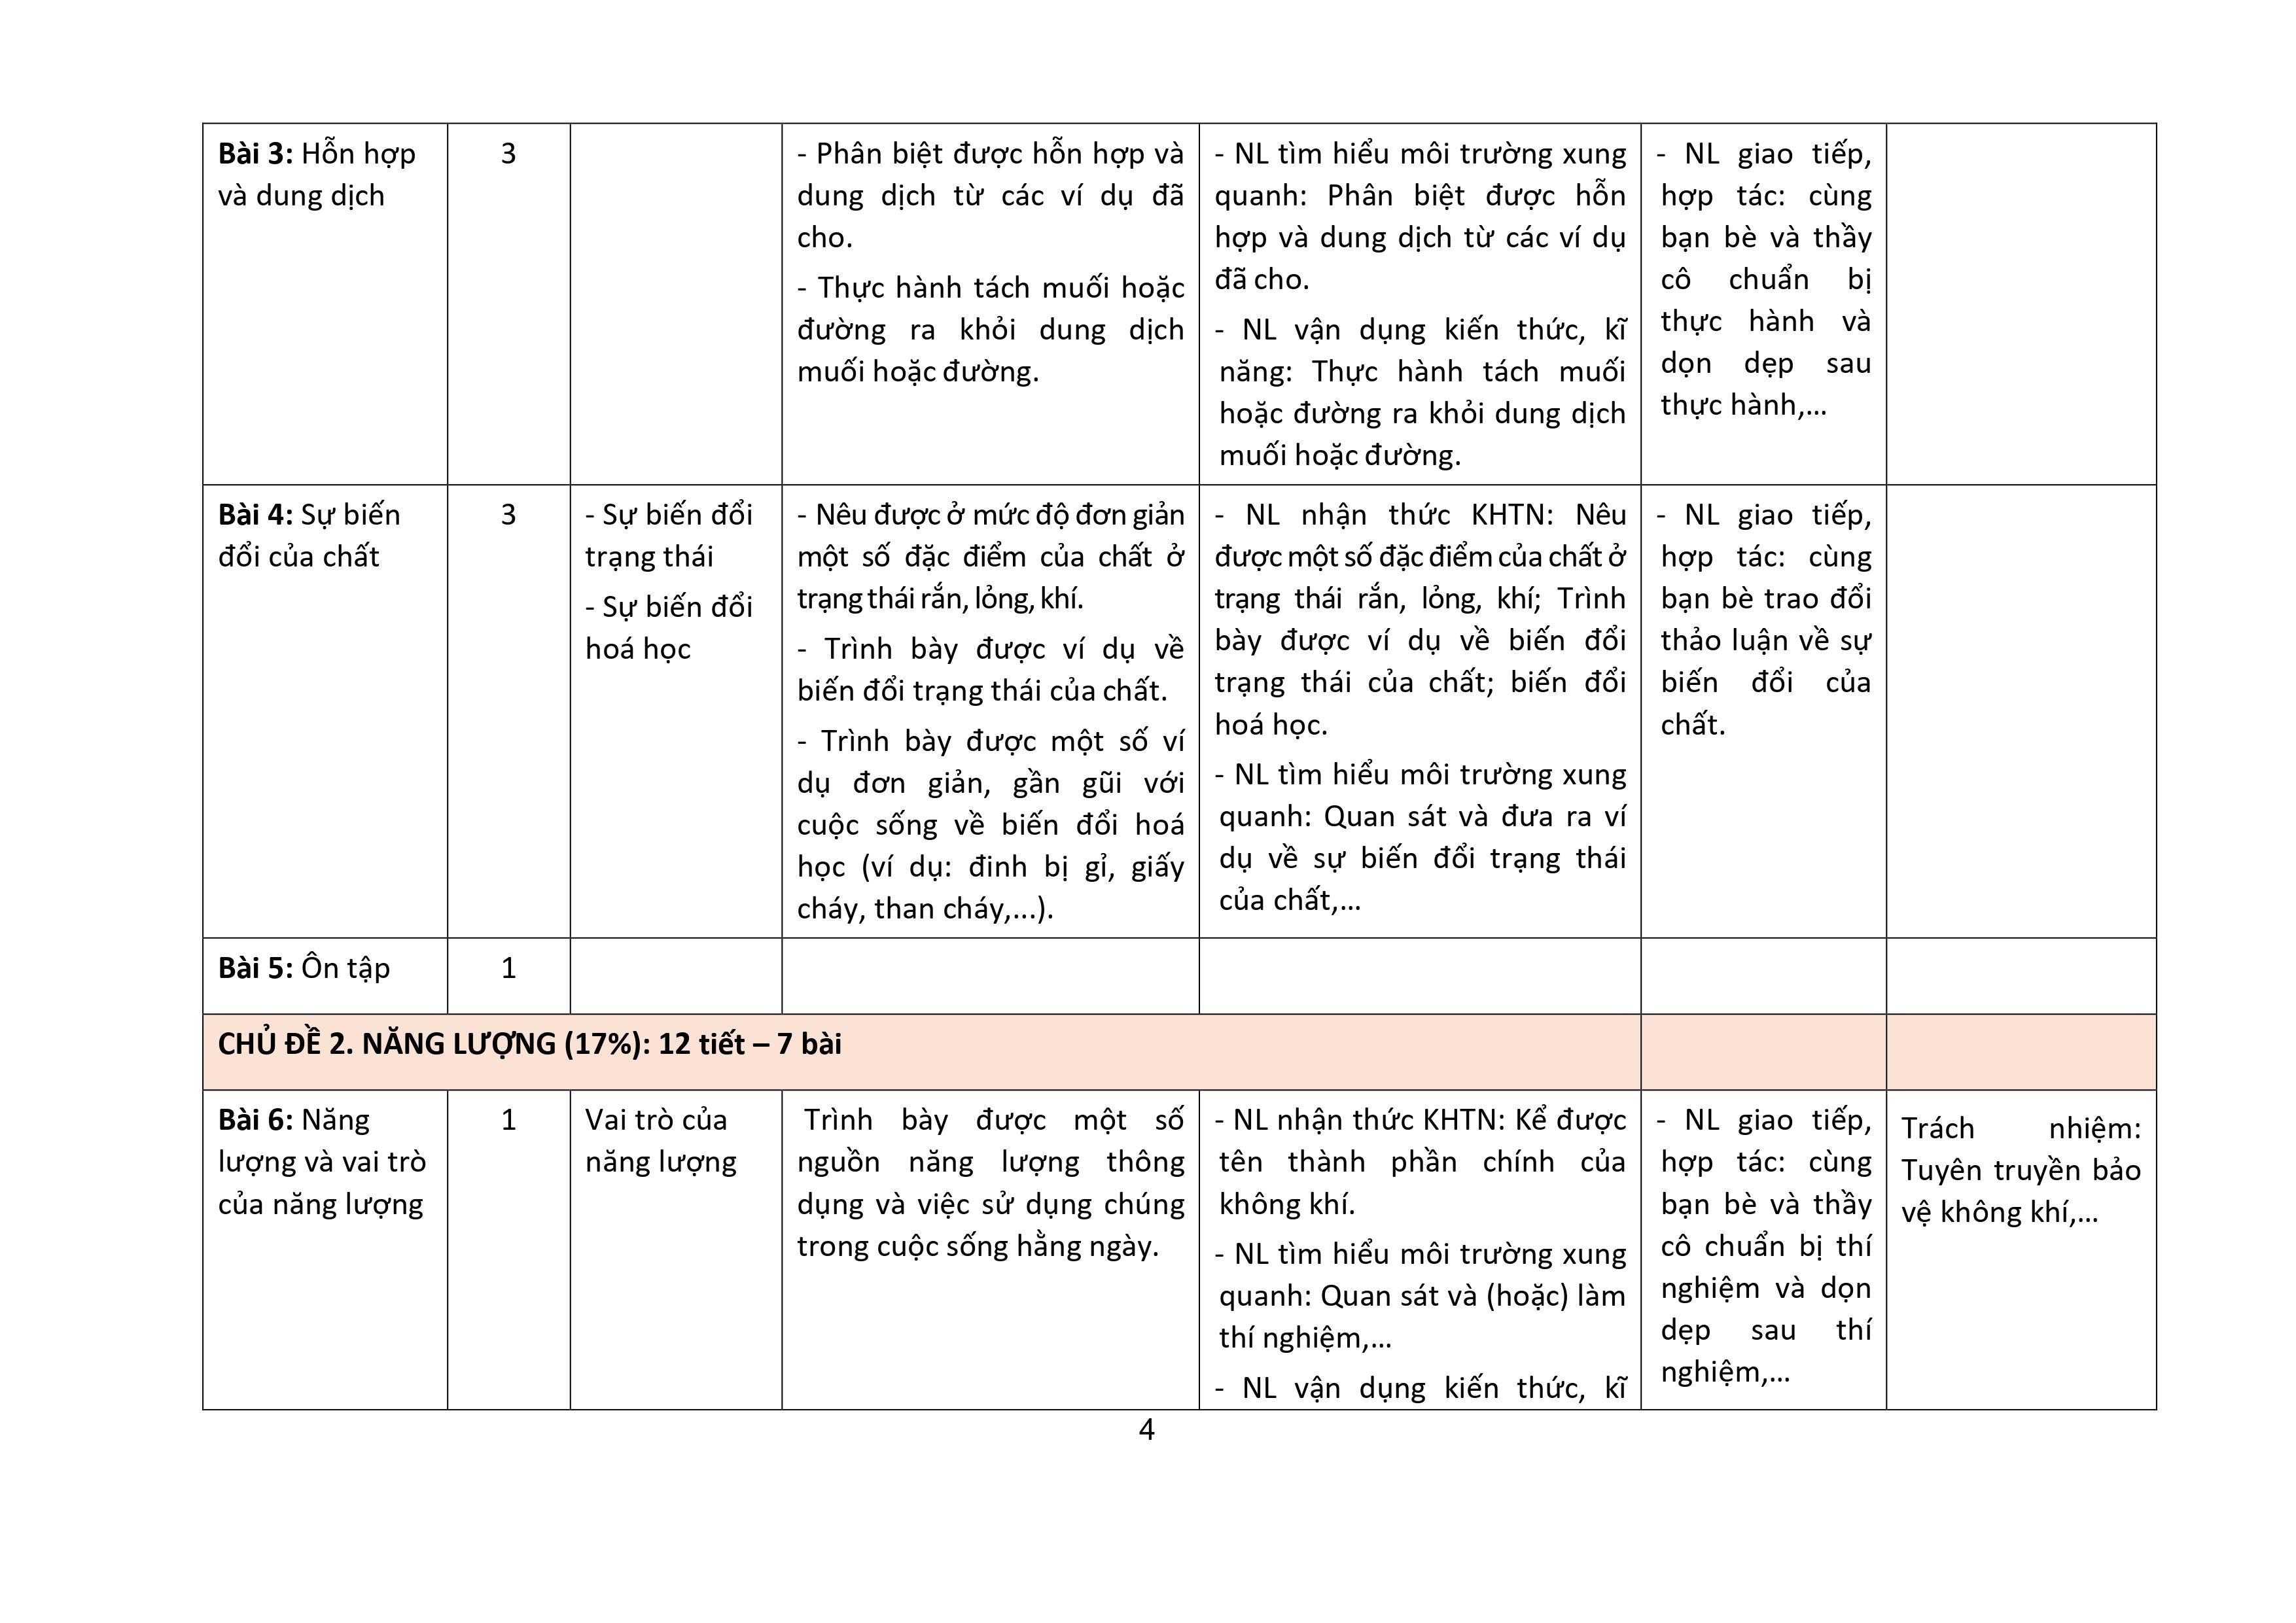 Bài 3: Hỗn hợp
và dung dịch
3
- Phân biệt được hỗn hợp và
dung dịch từ các ví dụ đã
cho.
- Thực hành tách muối hoặc
đường ra khỏi dung dịch
muối hoặc đường.
- NL tìm hiểu môi trường xung
quanh: Phân biệt được hỗn
hợp và dung dịch từ các ví dụ
đã cho.
- NL vận dụng kiến thức, kĩ
năng: Thực hành tách muối
hoặc đường ra khỏi dung dịch
muối hoặc đường.
- NL giao tiếp,
hợp tác: cùng
bạn bè và thầy
cô chuẩn bị
thực hành và
dọn dẹp sau
thực hành,...
Bài 4: Sự biến
đổi của chất
3
- Sự biến đổi
trạng thái
- Sự biến đổi
hoá học
- Nêu được ở mức độ đơn giản
một số đặc điểm của chất ở
trạng thái rắn, lỏng, khí.
- Trình bày được ví dụ về
biến đổi trạng thái của chất.
- Trình bày được một số ví
dụ đơn giản, gần gũi với
cuộc sống về biến đổi hoá
học (ví dụ: đinh bị gỉ, giấy
cháy, than cháy,...).
- NL nhận thức KHTN: Nêu
được một số đặc điểm của chất ở
trạng thái rắn, lỏng, khí; Trình
bày được ví dụ về biến đổi
trạng thái của chất; biến đổi
hoá học.
- NL tìm hiểu môi trường xung
quanh: Quan sát và đưa ra ví
dụ về sự biến đổi trạng thái
của chất,...
- NL giao tiếp,
hợp tác: cùng
bạn bè trao đổi
thảo luận về sự
biến đổi của
chất.
Bài 5: Ôn tập
1
CHỦ ĐỀ 2. NĂNG LƯỢNG (17%): 12 tiết – 7 bài
Bài 6: Năng
lượng và vai trò
của năng lượng
1
Vai trò của
năng lượng
Trình bày được một số
nguồn năng lượng thông
dụng và việc sử dụng chúng
trong cuộc sống hằng ngày.
- NL nhận thức KHTN: Kể được
tên thành phần chính của
không khí.
- NL tìm hiểu môi trường xung
quanh: Quan sát và (hoặc) làm
thí nghiệm,...
- NL vận dụng kiến thức, kĩ
- NL giao tiếp,
hợp tác: cùng
bạn bè và thầy
cô chuẩn bị thí
nghiệm và dọn
dẹp sau thí
nghiệm,...
Trách nhiệm:
Tuyên truyền bảo
vệ không khí,...
4